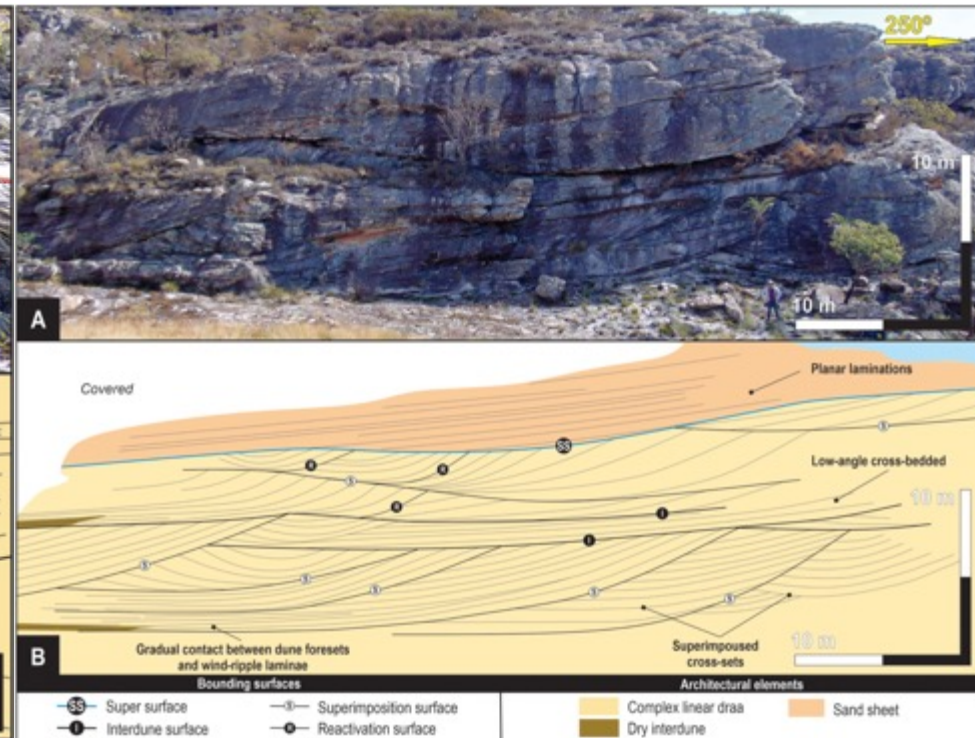 250°
10 m
10 m
A
Covered
Planar laminations
SS
S
R
R
S
Low-angle cross-bedded
10 m
R
I
I
S
S
S
S
S
Gradual contact between dune foresets
and wind-ripple laminae
Superimpoused
cross-sets
10 m
B
Bounding surfaces
Architectural elements
SS Super surface
S Superimposition surface
Complex linear draa
Sand sheet
I Interdune surface
R Reactivation surface
Dry interdune